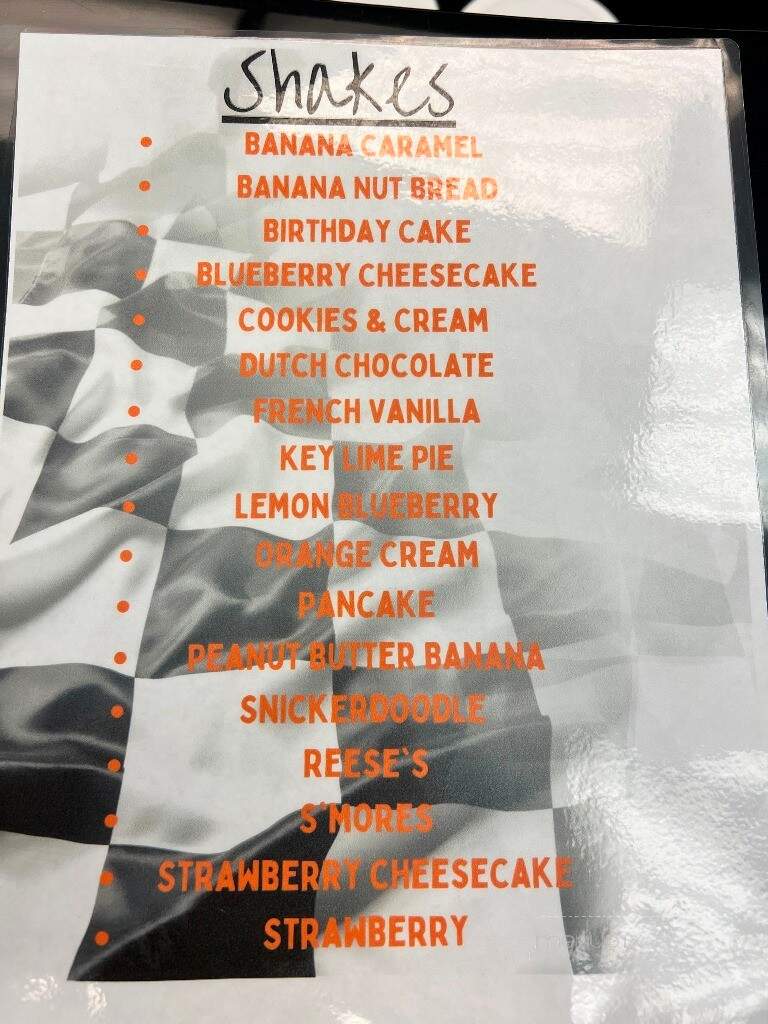 Shakes
• BANANA CARAMEL
• BANANA NUT BREAD
• BIRTHDAY CAKE
• BLUEBERRY CHEESECAKE
• COOKIES & CREAM
• DUTCH CHOCOLATE
• FRENCH VANILLA
• KEY LIME PIE
• LEMON BLUEBERRY
• ORANGE CREAM
• PANCAKE
• PEANUT BUTTER BANANA
• SNICKERDOODLE
• REESE`S
• S'MORES
• STRAWBERRY CHEESECAKE
• STRAWBERRY